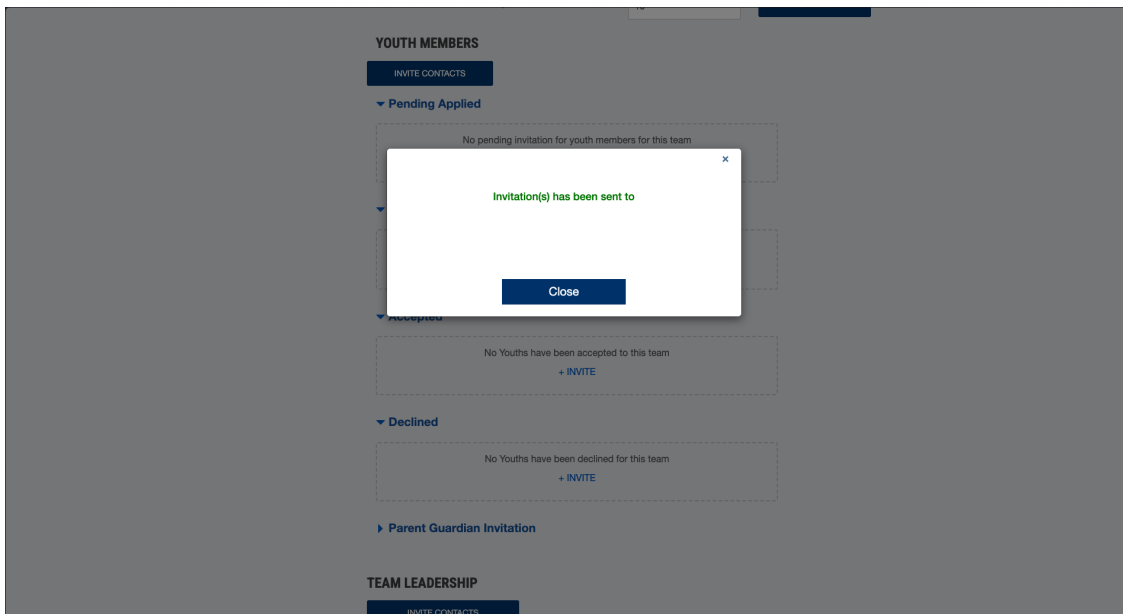 YOUTH MEMBERS
INVITE CONTACTS
Pending Applied
No pending invitation for youth members for this team
×
Invitation(s) has been sent to
Close
Accepted
No Youths have been accepted to this team
+ INVITE
Declined
No Youths have been declined for this team
+ INVITE
Parent Guardian Invitation
TEAM LEADERSHIP
INVITE CONTACTS